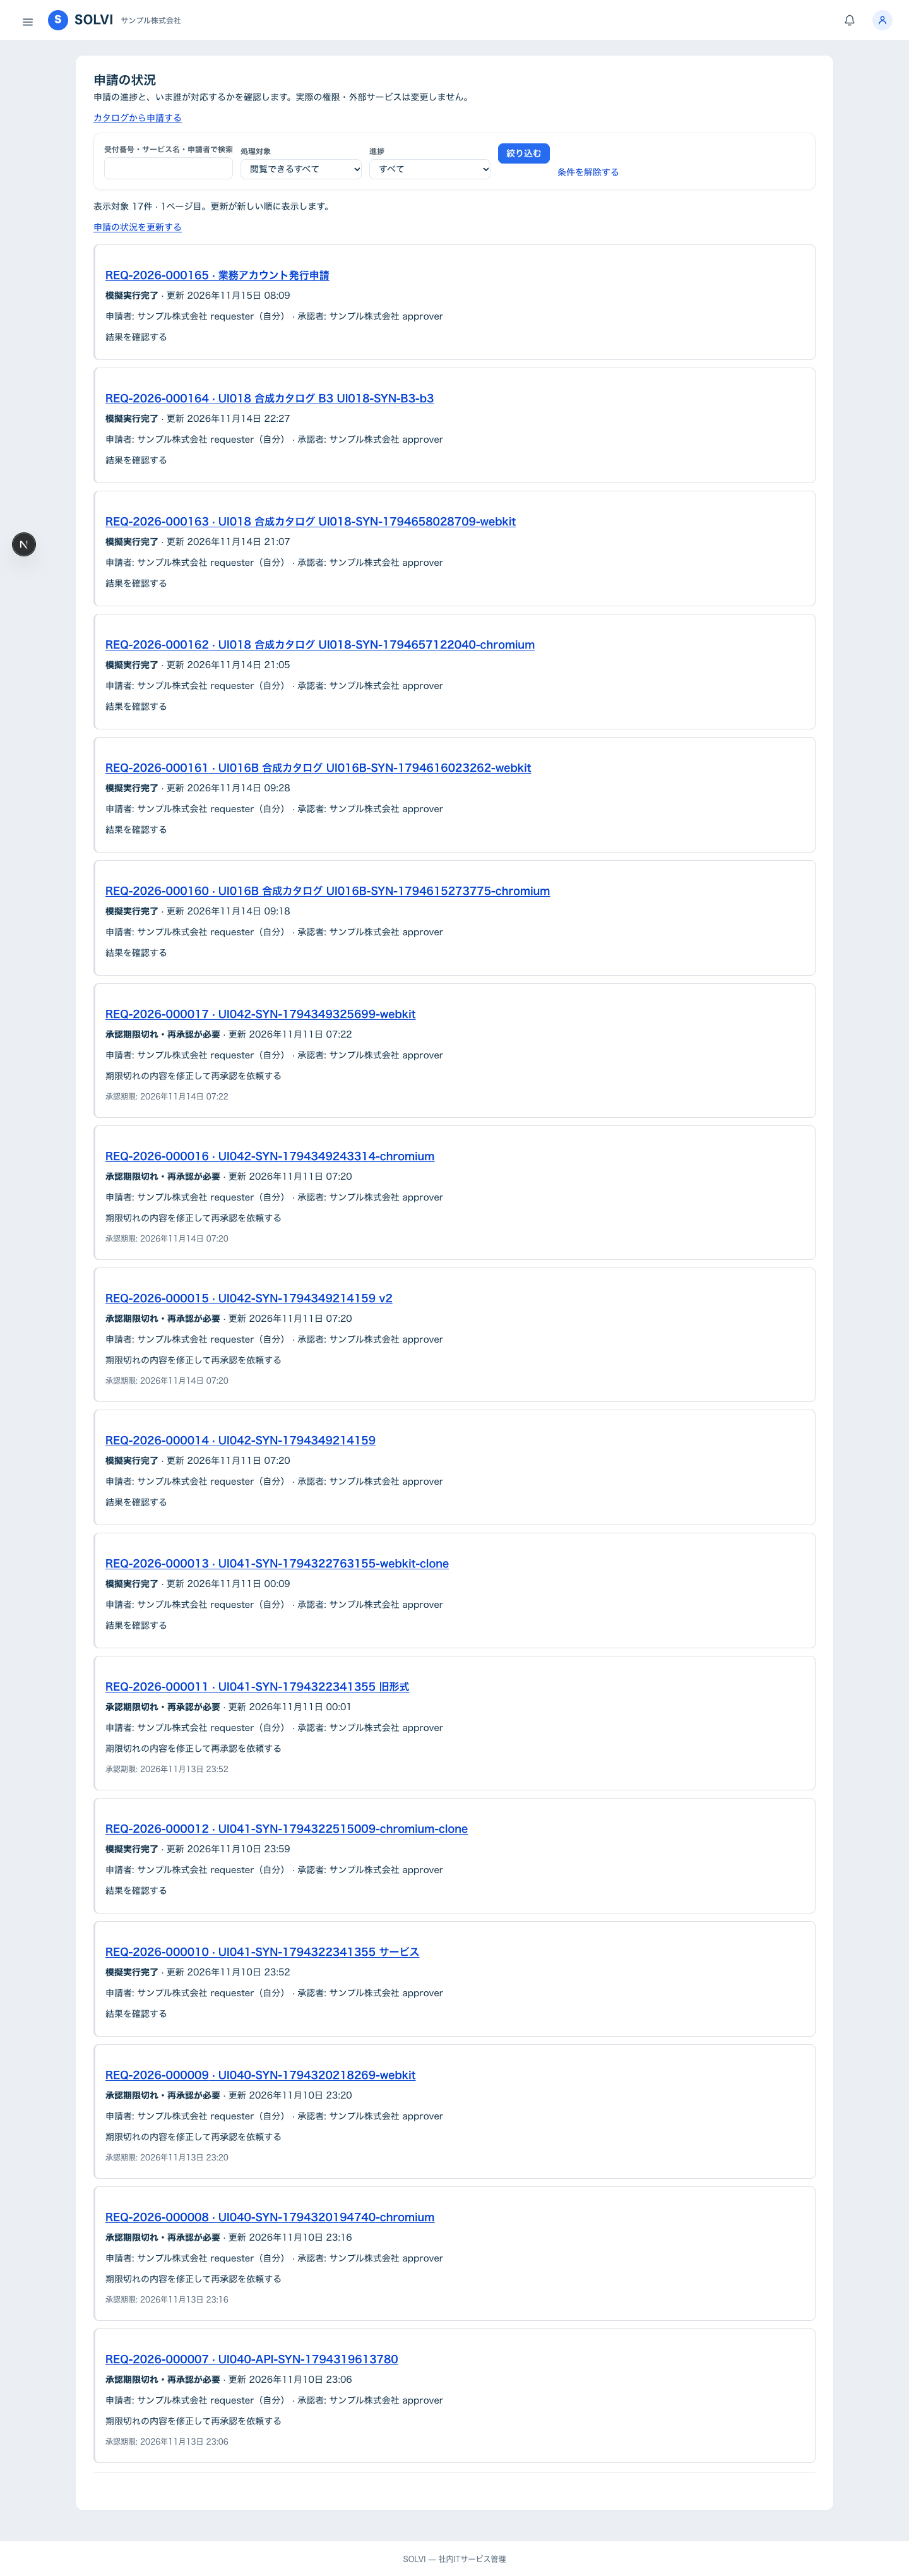 S SOLVI サンプル株式会社
申請の状況
申請の進捗と、いま誰が対応するかを確認します。実際の権限・外部サービスは変更しません。
カタログから申請する
受付番号・サービス名・申請者で検索 処理対象 進捗
閲覧できるすべて すべて 絞り込む
条件を解除する
表示対象 17件 · 1ページ目。更新が新しい順に表示します。
申請の状況を更新する
REQ-2026-000165 · 業務アカウント発行申請
模擬実行完了 · 更新 2026年11月15日 08:09
申請者: サンプル株式会社 requester（自分） · 承認者: サンプル株式会社 approver
結果を確認する
REQ-2026-000164 · UI018 合成カタログ B3 UI018-SYN-B3-b3
模擬実行完了 · 更新 2026年11月14日 22:27
申請者: サンプル株式会社 requester（自分） · 承認者: サンプル株式会社 approver
結果を確認する
REQ-2026-000163 · UI018 合成カタログ UI018-SYN-1794658028709-webkit
模擬実行完了 · 更新 2026年11月14日 21:07
申請者: サンプル株式会社 requester（自分） · 承認者: サンプル株式会社 approver
結果を確認する
N
REQ-2026-000162 · UI018 合成カタログ UI018-SYN-1794657122040-chromium
模擬実行完了 · 更新 2026年11月14日 21:05
申請者: サンプル株式会社 requester（自分） · 承認者: サンプル株式会社 approver
結果を確認する
REQ-2026-000161 · UI016B 合成カタログ UI016B-SYN-1794616023262-webkit
模擬実行完了 · 更新 2026年11月14日 09:28
申請者: サンプル株式会社 requester（自分） · 承認者: サンプル株式会社 approver
結果を確認する
REQ-2026-000160 · UI016B 合成カタログ UI016B-SYN-1794615273775-chromium
模擬実行完了 · 更新 2026年11月14日 09:18
申請者: サンプル株式会社 requester（自分） · 承認者: サンプル株式会社 approver
結果を確認する
REQ-2026-000017 · UI042-SYN-1794349325699-webkit
承認期限切れ・再承認が必要 · 更新 2026年11月11日 07:22
申請者: サンプル株式会社 requester（自分） · 承認者: サンプル株式会社 approver
期限切れの内容を修正して再承認を依頼する
承認期限: 2026年11月14日 07:22
REQ-2026-000016 · UI042-SYN-1794349243314-chromium
承認期限切れ・再承認が必要 · 更新 2026年11月11日 07:20
申請者: サンプル株式会社 requester（自分） · 承認者: サンプル株式会社 approver
期限切れの内容を修正して再承認を依頼する
承認期限: 2026年11月14日 07:20
REQ-2026-000015 · UI042-SYN-1794349214159 v2
承認期限切れ・再承認が必要 · 更新 2026年11月11日 07:20
申請者: サンプル株式会社 requester（自分） · 承認者: サンプル株式会社 approver
期限切れの内容を修正して再承認を依頼する
承認期限: 2026年11月14日 07:20
REQ-2026-000014 · UI042-SYN-1794349214159
模擬実行完了 · 更新 2026年11月11日 07:20
申請者: サンプル株式会社 requester（自分） · 承認者: サンプル株式会社 approver
結果を確認する
REQ-2026-000013 · UI041-SYN-1794322763155-webkit-clone
模擬実行完了 · 更新 2026年11月11日 00:09
申請者: サンプル株式会社 requester（自分） · 承認者: サンプル株式会社 approver
結果を確認する
REQ-2026-000011 · UI041-SYN-1794322341355 旧形式
承認期限切れ・再承認が必要 · 更新 2026年11月11日 00:01
申請者: サンプル株式会社 requester（自分） · 承認者: サンプル株式会社 approver
期限切れの内容を修正して再承認を依頼する
承認期限: 2026年11月13日 23:52
REQ-2026-000012 · UI041-SYN-1794322515009-chromium-clone
模擬実行完了 · 更新 2026年11月10日 23:59
申請者: サンプル株式会社 requester（自分） · 承認者: サンプル株式会社 approver
結果を確認する
REQ-2026-000010 · UI041-SYN-1794322341355 サービス
模擬実行完了 · 更新 2026年11月10日 23:52
申請者: サンプル株式会社 requester（自分） · 承認者: サンプル株式会社 approver
結果を確認する
REQ-2026-000009 · UI040-SYN-1794320218269-webkit
承認期限切れ・再承認が必要 · 更新 2026年11月10日 23:20
申請者: サンプル株式会社 requester（自分） · 承認者: サンプル株式会社 approver
期限切れの内容を修正して再承認を依頼する
承認期限: 2026年11月13日 23:20
REQ-2026-000008 · UI040-SYN-1794320194740-chromium
承認期限切れ・再承認が必要 · 更新 2026年11月10日 23:16
申請者: サンプル株式会社 requester（自分） · 承認者: サンプル株式会社 approver
期限切れの内容を修正して再承認を依頼する
承認期限: 2026年11月13日 23:16
REQ-2026-000007 · UI040-API-SYN-1794319613780
承認期限切れ・再承認が必要 · 更新 2026年11月10日 23:06
申請者: サンプル株式会社 requester（自分） · 承認者: サンプル株式会社 approver
期限切れの内容を修正して再承認を依頼する
承認期限: 2026年11月13日 23:06
SOLVI — 社内ITサービス管理